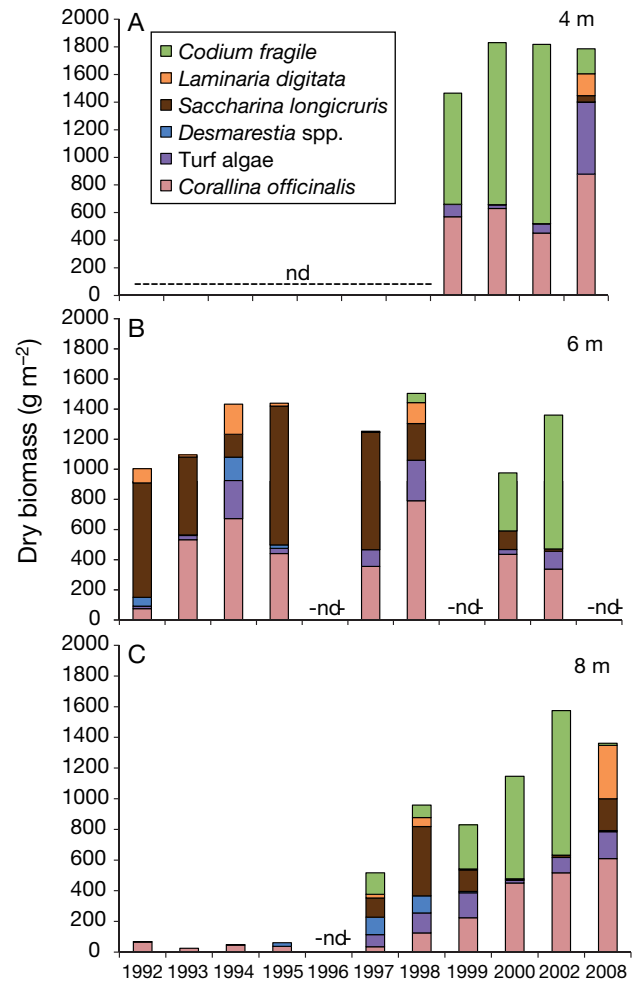 A
4 m
Codium fragile
Laminaria digitata
Saccharina longicruris
Desmarestia spp.
Turf algae
Corallina officinalis
2000
1800
1600
1400
1200
1000
800
600
400
200
0
nd
Dry biomass (g m⁻²)
B
6 m
2000
1800
1600
1400
1200
1000
800
600
400
200
0
-nd-
-nd-
-nd-
C
8 m
2000
1800
1600
1400
1200
1000
800
600
400
200
0
-nd-
1992 1993 1994 1995 1996 1997 1998 1999 2000 2002 2008